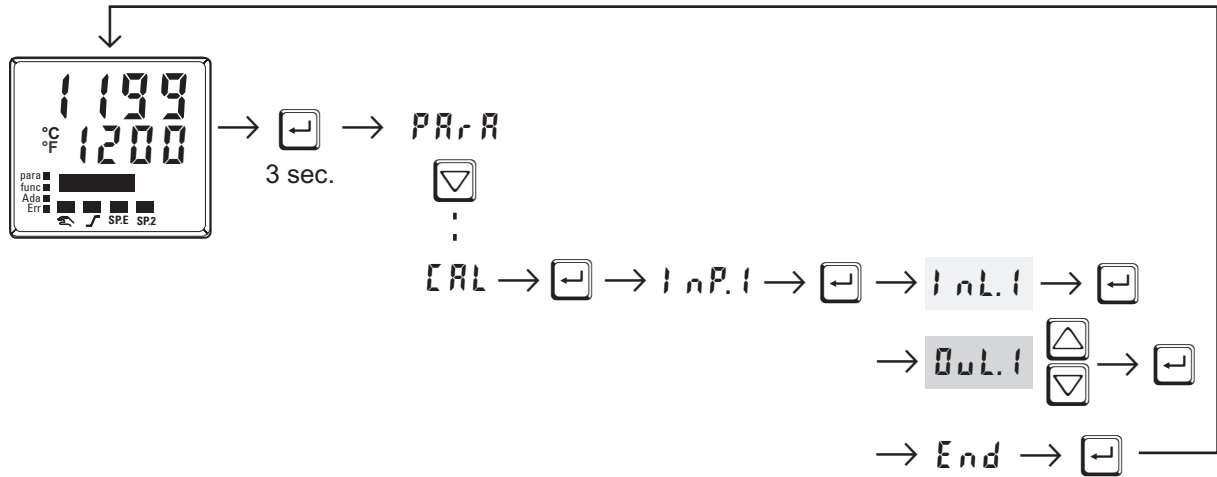 1199
°C
°F
1200
para
func
Ada
Err
SP.E SP.2
3 sec.
PArA
CAL
InP.1
InL.1
OuL.1
End